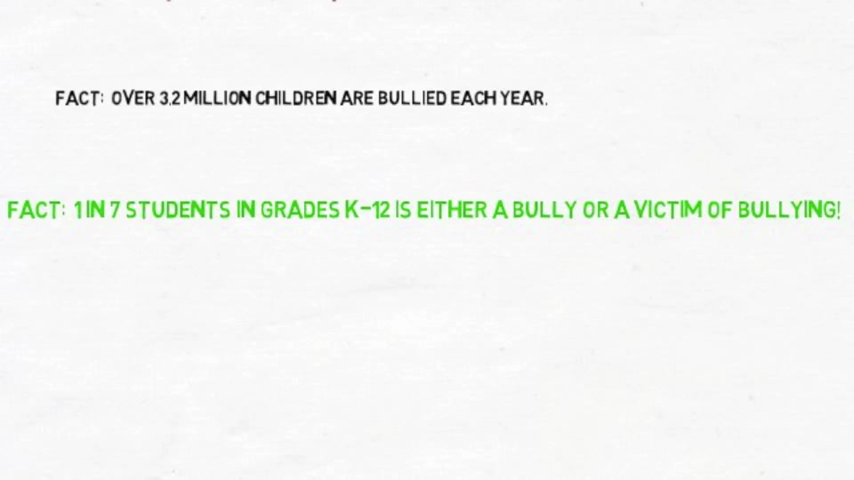 FACT: OVER 3.2 MILLION CHILDREN ARE BULLIED EACH YEAR.
FACT: 1 IN 7 STUDENTS IN GRADES K-12 IS EITHER A BULLY OR A VICTIM OF BULLYING!